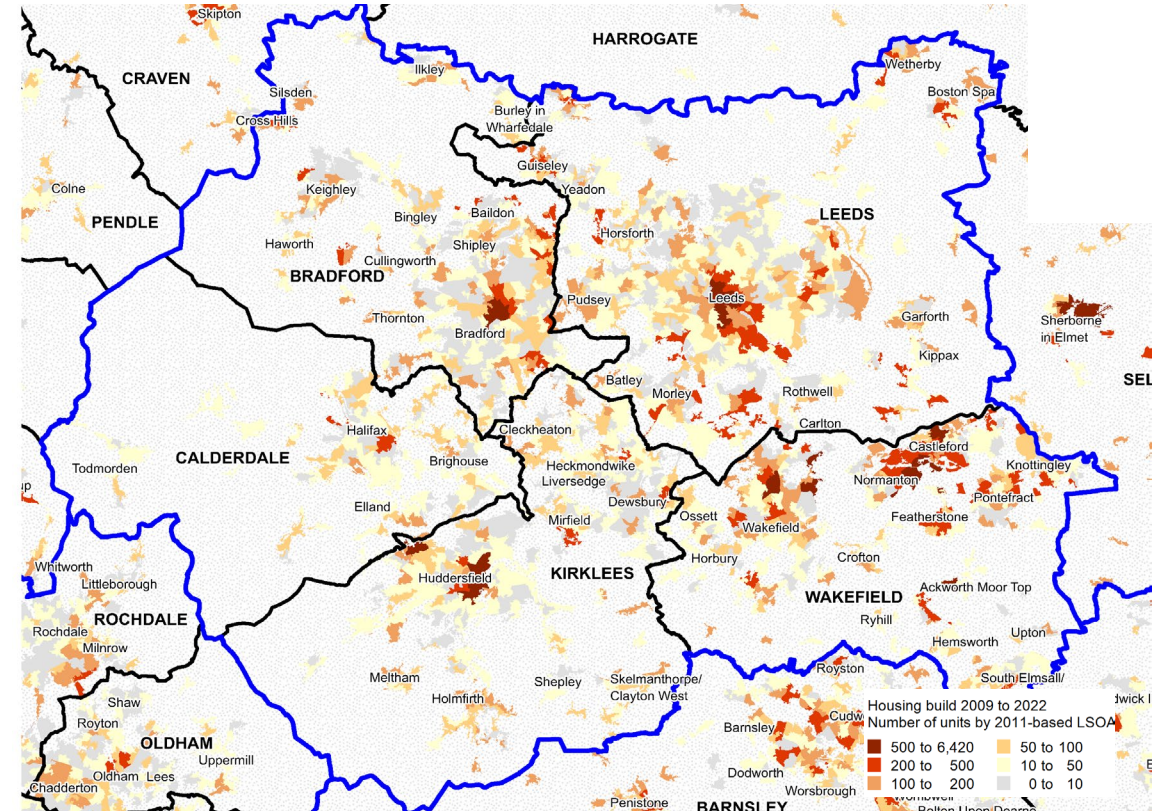 Skipton
HARROGATE
CRAVEN
Ilkley
Wetherby
Silsden
Boston Spa
Burley in
Wharfedale
Cross Hills
Guiseley
Colne
Keighley
Yeadon
PENDLE
Bingley
Baildon
LEEDS
Horsforth
Haworth
Shipley
Cullingworth
BRADFORD
Leeds
Pudsey
Thornton
Garforth
Sherborne
in Elmet
Bradford
Kippax
SEL
Batley
Morley
Rothwell
Halifax
Cleckheaton
Carlton
CALDERDALE
Castleford
Brighouse
Heckmondwike
Liversedge
Todmorden
Knottingley
Normanton
up
Pontefract
Dewsbury
Elland
Mirfield
Ossett
Wakefield
Featherstone
Horbury
Crofton
Whitworth
Littleborough
Huddersfield
KIRKLEES
Ackworth Moor Top
WAKEFIELD
ROCHDALE
Ryhill
Rochdale
Upton
Milnrow
Hemsworth
Royston
Meltham
Shepley
Skelmanthorpe/
Clayton West
South Elmsall/
Holmfirth
Shaw
Royton
Barnsley
Cudw
dwick l
OLDHAM
Uppermill
Oldham
Lees
Chadderton
Dodworth
Worsbrough
Penistone
BARNSLEY
Housing build 2009 to 2022
Number of units by 2011-based LSOA
500 to 6,420
50 to 100
200 to 500
10 to 50
100 to 200
0 to 10